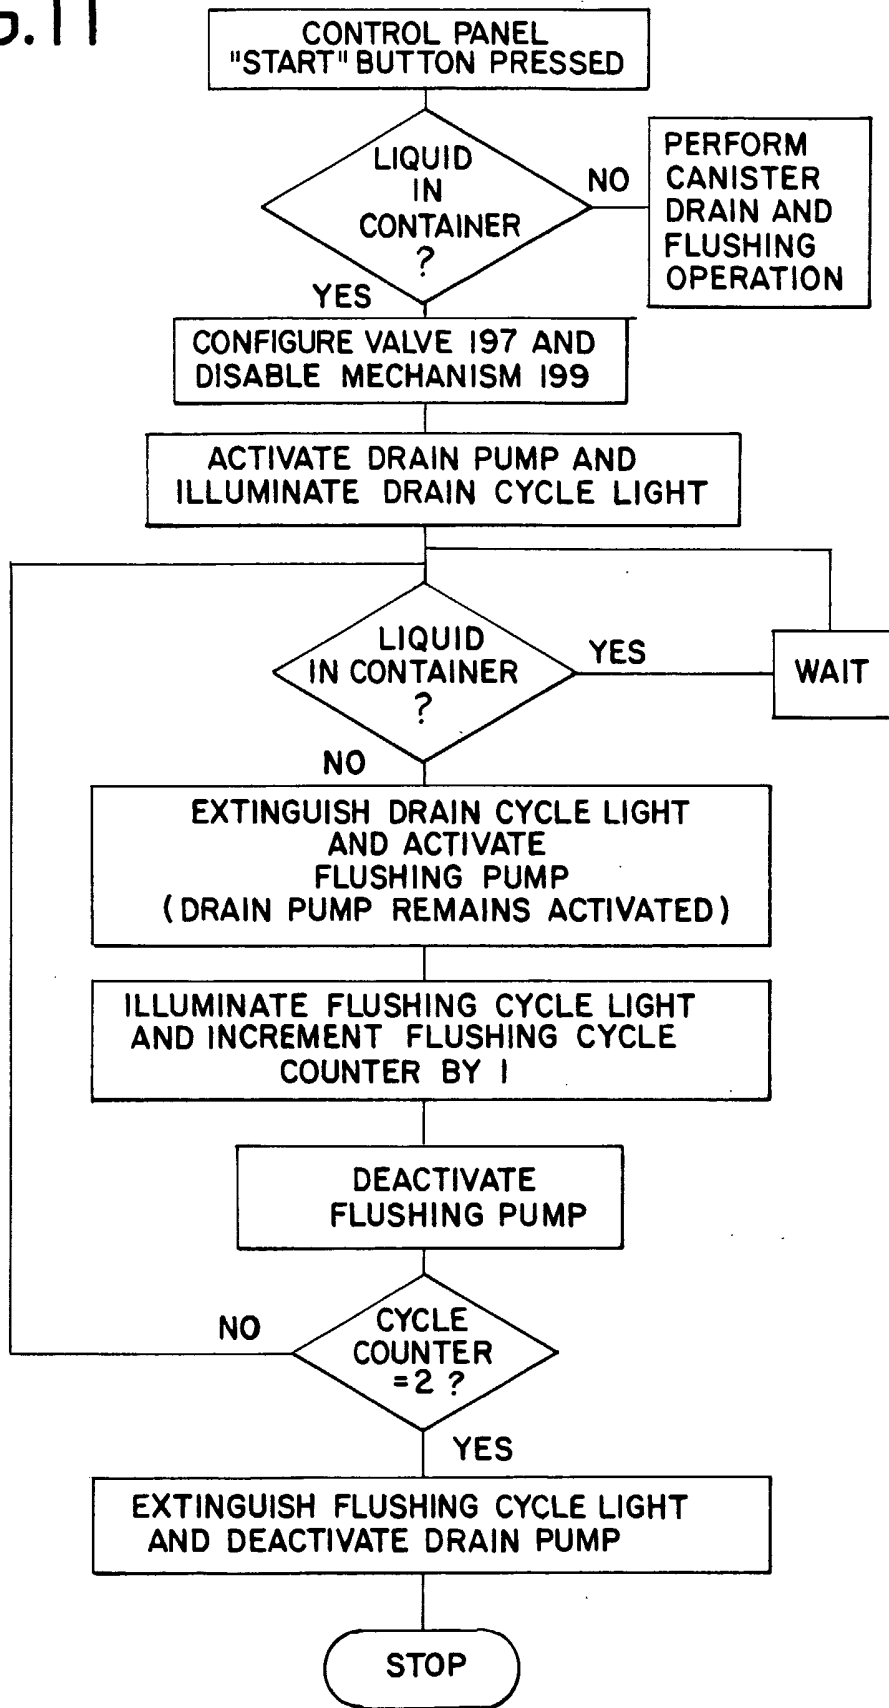 G.11
CONTROL PANEL
"START" BUTTON PRESSED
LIQUID
IN
CONTAINER
?
NO
PERFORM
CANISTER
DRAIN AND
FLUSHING
OPERATION
YES
CONFIGURE VALVE 197 AND
DISABLE MECHANISM 199
ACTIVATE DRAIN PUMP AND
ILLUMINATE DRAIN CYCLE LIGHT
LIQUID
IN CONTAINER
?
YES
WAIT
NO
EXTINGUISH DRAIN CYCLE LIGHT
AND ACTIVATE
FLUSHING PUMP
(DRAIN PUMP REMAINS ACTIVATED)
ILLUMINATE FLUSHING CYCLE LIGHT
AND INCREMENT FLUSHING CYCLE
COUNTER BY 1
DEACTIVATE
FLUSHING PUMP
CYCLE
COUNTER
=2 ?
NO
YES
EXTINGUISH FLUSHING CYCLE LIGHT
AND DEACTIVATE DRAIN PUMP
STOP